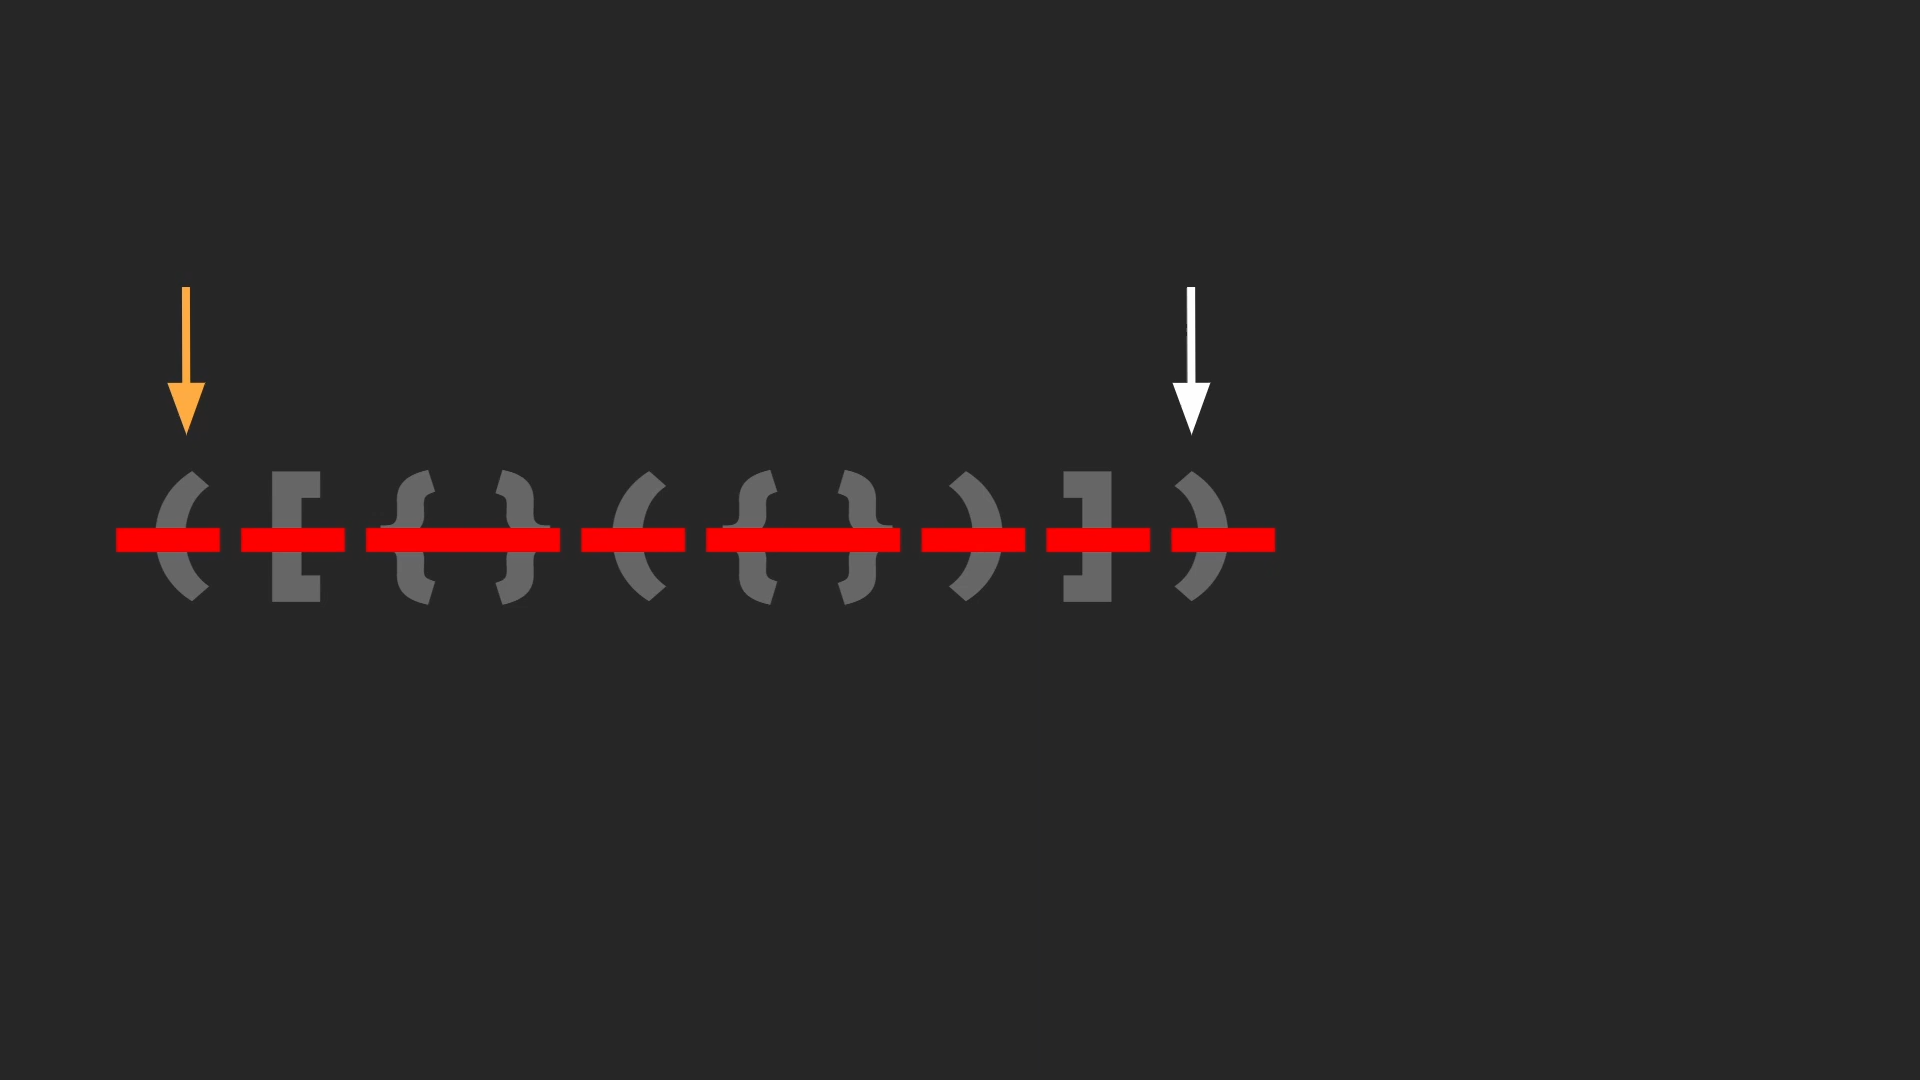 ( [ { } ( { } ) ] )